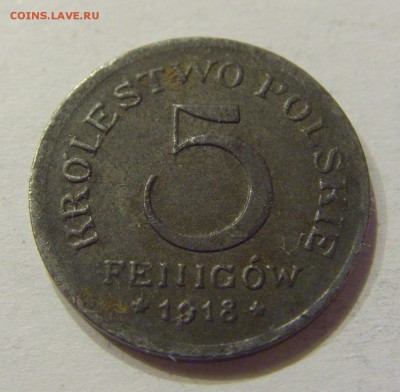 COINS.LAVE.RU
KRÓLESTWO POLSKIE
5
FENIGÓW
* 1918 *